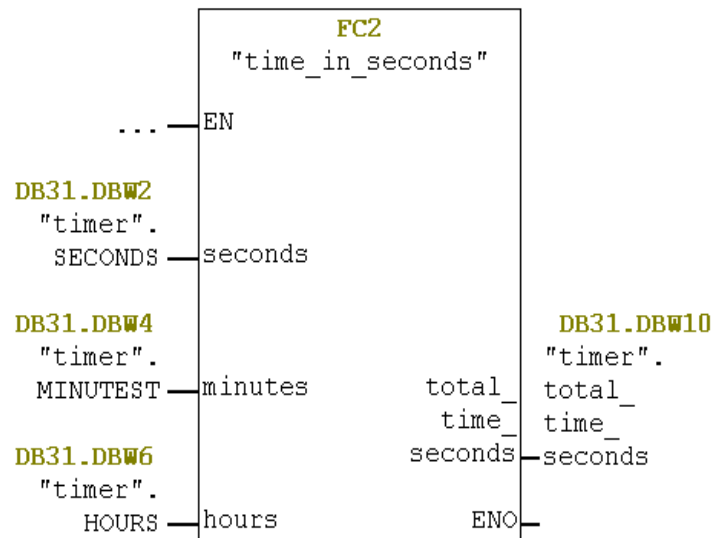 FC2
"time_in_seconds"
... EN
DB31.DBW2
"timer".
SECONDS seconds
DB31.DBW4
"timer".
MINUTEST minutes
DB31.DBW6
"timer".
HOURS hours
total_
time_
seconds
DB31.DBW10
"timer".
total_
time_
seconds
ENO